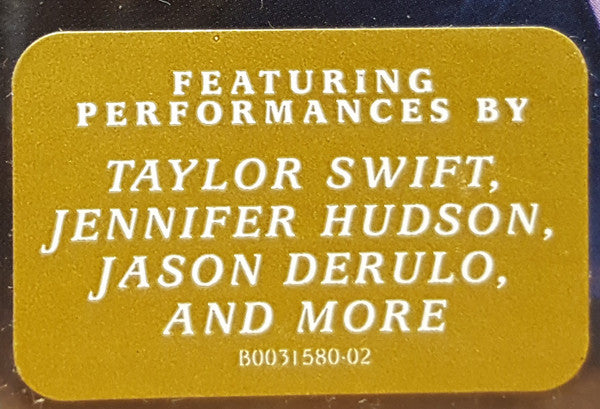 FEATURING
PERFORMANCES BY
TAYLOR SWIFT,
JENNIFER HUDSON,
JASON DERULO,
AND MORE
B0031580-02